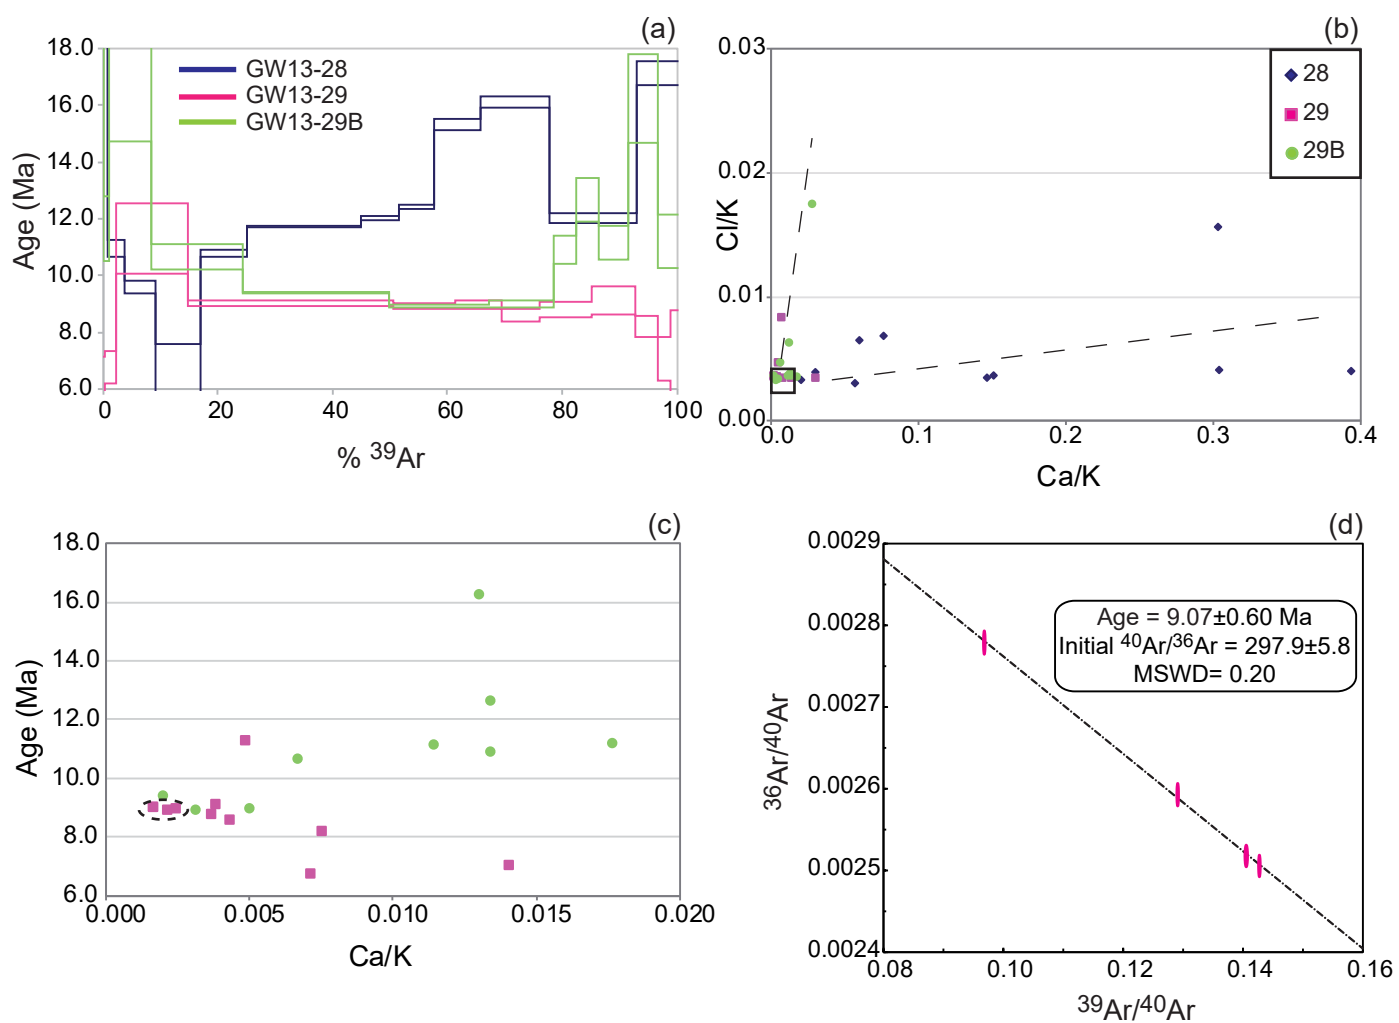 (a)
18.0
16.0
14.0
12.0
10.0
8.0
6.0
Age (Ma)
GW13-28
GW13-29
GW13-29B
0
20
40
60
80
100
% ³⁹Ar
(b)
0.03
0.02
0.01
0.00
Cl/K
28
29
29B
0.0
0.1
0.2
0.3
0.4
Ca/K
(c)
18.0
16.0
14.0
12.0
10.0
8.0
6.0
Age (Ma)
0.000
0.005
0.010
0.015
0.020
Ca/K
(d)
0.0029
0.0028
0.0027
0.0026
0.0025
0.0024
³⁶Ar/⁴⁰Ar
Age = 9.07±0.60 Ma
Initial ⁴⁰Ar/³⁶Ar = 297.9±5.8
MSWD= 0.20
0.08
0.10
0.12
0.14
0.16
³⁹Ar/⁴⁰Ar